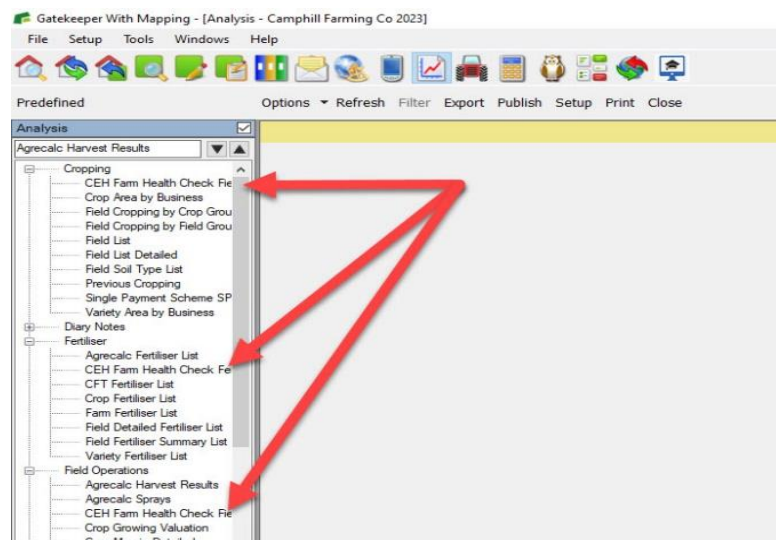 Gatekeeper With Mapping - [Analysis - Camphill Farming Co 2023]
File Setup Tools Windows Help
Predefined Options Refresh Filter Export Publish Setup Print Close
Analysis
Agrecalc Harvest Results
Cropping
CEH Farm Health Check Fie
Crop Area by Business
Field Cropping by Crop Grou
Field Cropping by Field Grou
Field List
Field List Detailed
Field Soil Type List
Previous Cropping
Single Payment Scheme SP
Variety Area by Business
Diary Notes
Fertiliser
Agrecalc Fertiliser List
CEH Farm Health Check Fe
CFT Fertiliser List
Crop Fertiliser List
Farm Fertiliser List
Field Detailed Fertiliser List
Field Fertiliser Summary List
Variety Fertiliser List
Field Operations
Agrecalc Harvest Results
Agrecalc Sprays
CEH Farm Health Check Fie
Crop Growing Valuation